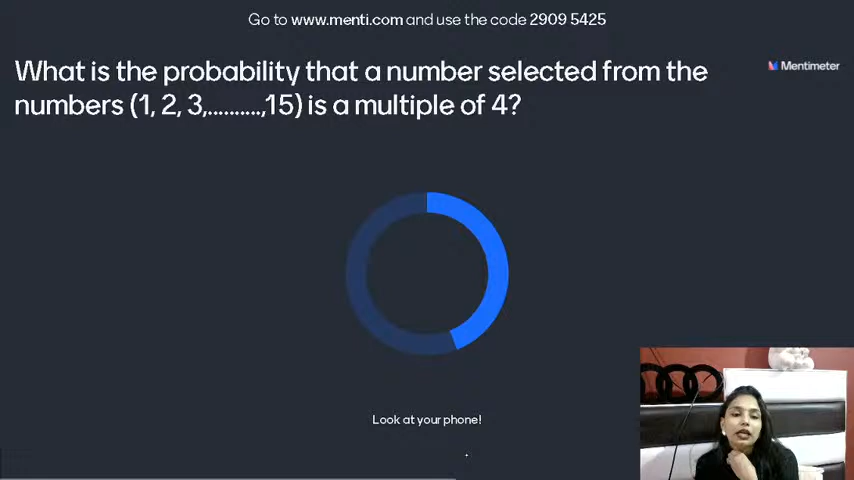 Go to www.menti.com and use the code 2909 5425
What is the probability that a number selected from the
numbers (1, 2, 3,..........,15) is a multiple of 4?
Mentimeter
Look at your phone!